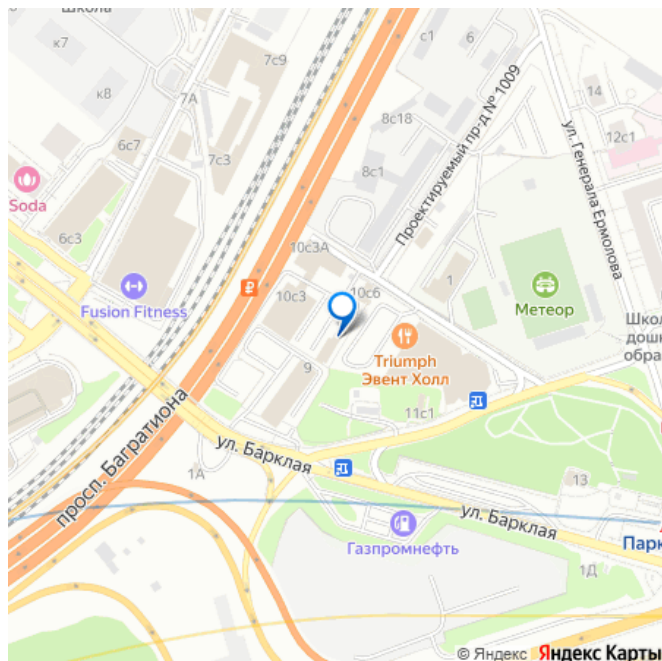 Школа
к7
7с9
с1
6
к8
7А
8с18
14
6с7
12с1
7с3
8с1
Проектируемый пр-д № 1009
ул. Генерала Ермолова
Soda
6с3
10с3А
10с3
10с6
1
Fusion Fitness
₽
Метеор
Школ
дошк
обра
Triumph
Эвент Холл
9
11с1
просп. Багратиона
ул. Барклая
1А
13
ул. Барклая
Газпромнефть
Парк
1Д
© Яндекс Яндекс Карты